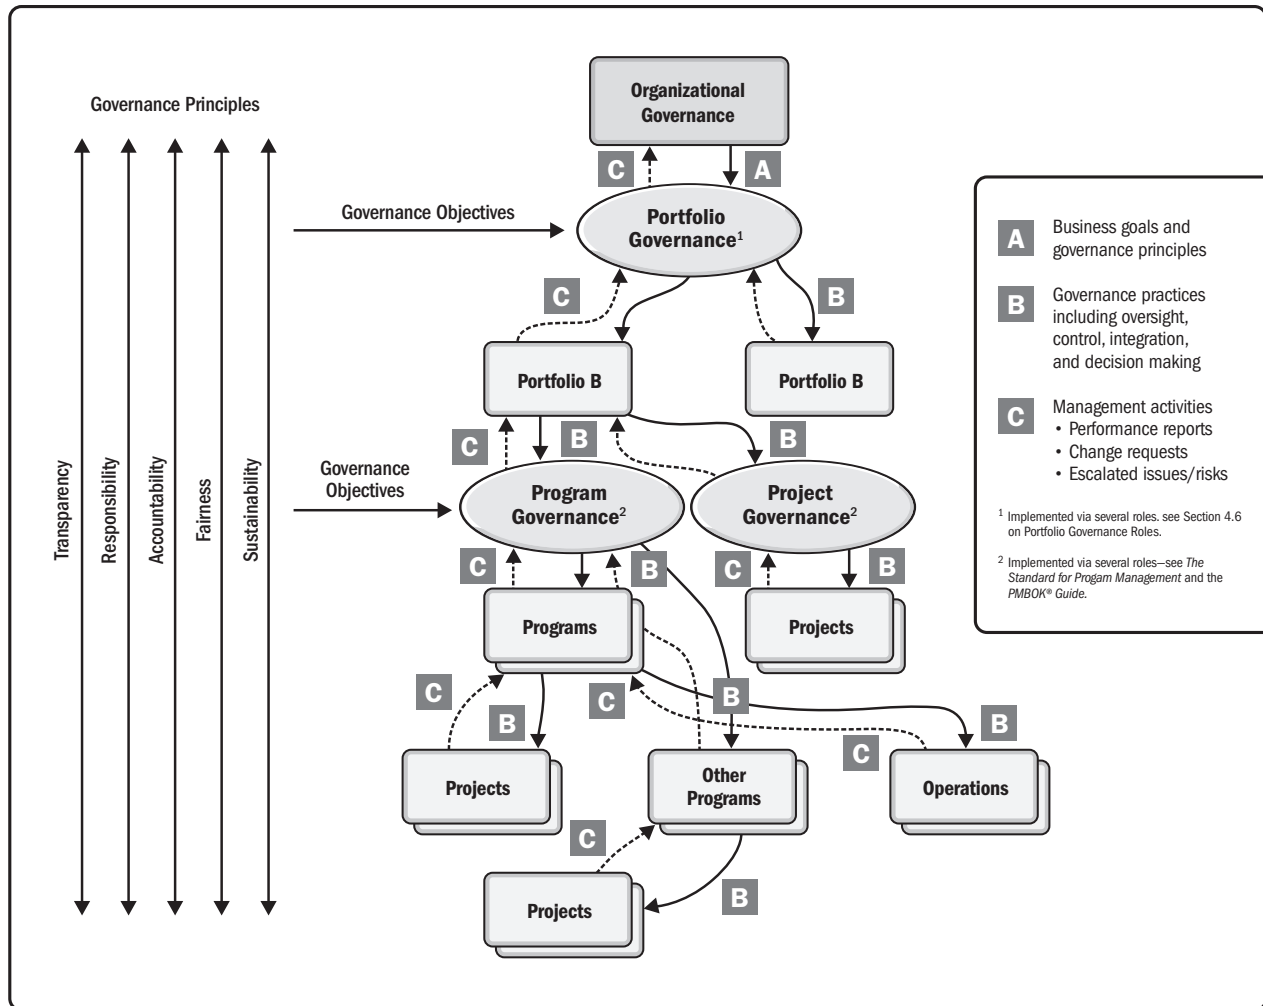 Governance Principles
Transparency
Responsibility
Accountability
Fairness
Sustainability
Organizational
Governance
C
A
Governance Objectives
Portfolio
Governance1
C
B
Portfolio B
Portfolio B
C
B
B
Governance
Objectives
Program
Governance2
Project
Governance2
C
B
C
B
Programs
Projects
C
B
C
B
B
C
Projects
Other
Programs
Operations
C
B
Projects
A
Business goals and
governance principles
B
Governance practices
including oversight,
control, integration,
and decision making
C
Management activities
• Performance reports
• Change requests
• Escalated issues/risks
1 Implemented via several roles. see Section 4.6
on Portfolio Governance Roles.
2 Implemented via several roles—see The
Standard for Progam Management and the
PMBOK® Guide.